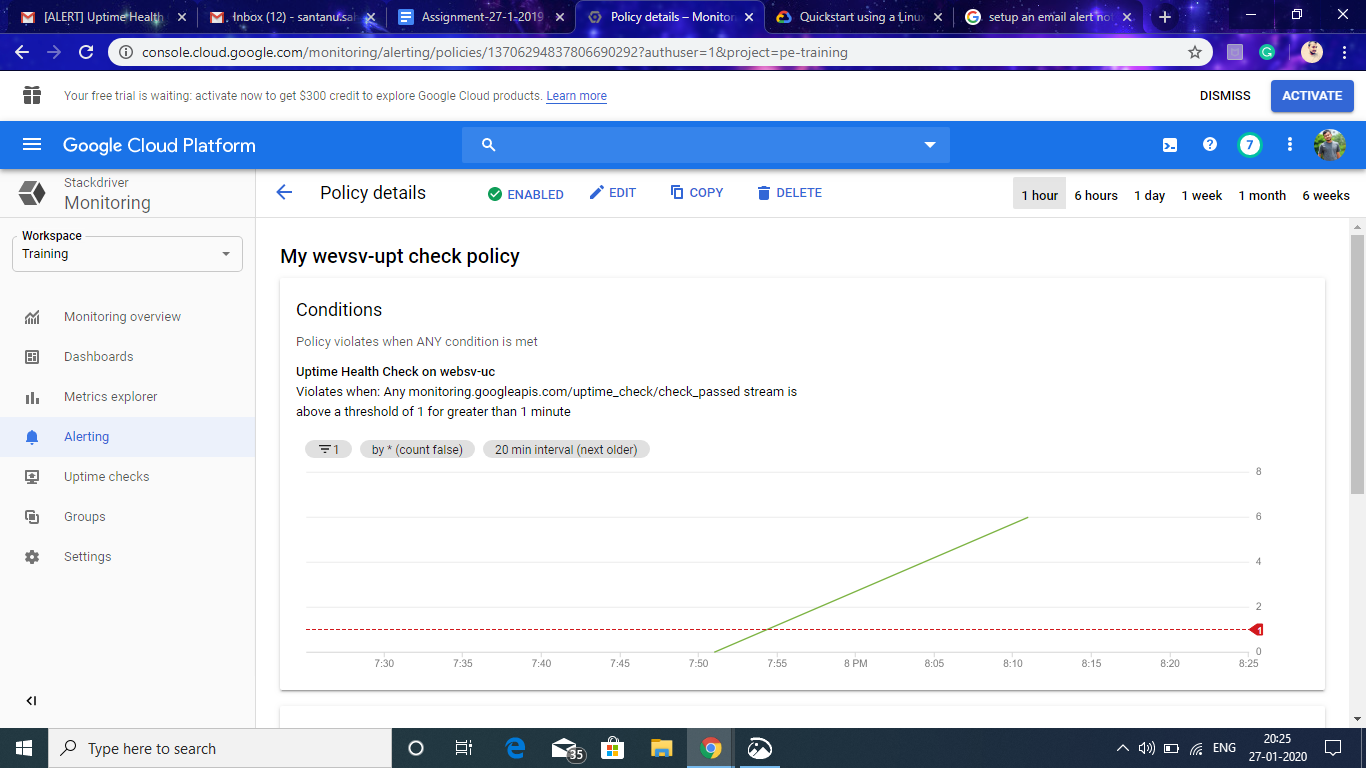 [ALERT] Uptime Health
Inbox (12) - santanu.sa
Assignment-27-1-2019
Policy details – Monitor
Quickstart using a Linu
setup an email alert no
console.cloud.google.com/monitoring/alerting/policies/13706294837806690292?authuser=1&project=pe-training
Your free trial is waiting: activate now to get $300 credit to explore Google Cloud products. Learn more
DISMISS
ACTIVATE
Google Cloud Platform
7
Stackdriver
Monitoring
Policy details
ENABLED
EDIT
COPY
DELETE
1 hour
6 hours
1 day
1 week
1 month
6 weeks
Workspace
Training
Monitoring overview
Dashboards
Metrics explorer
Alerting
Uptime checks
Groups
Settings
My wevsv-upt check policy
Conditions
Policy violates when ANY condition is met
Uptime Health Check on websv-uc
Violates when: Any monitoring.googleapis.com/uptime_check/check_passed stream is
above a threshold of 1 for greater than 1 minute
1
by * (count false)
20 min interval (next older)
8
6
4
2
1
0
7:30
7:35
7:40
7:45
7:50
7:55
8 PM
8:05
8:10
8:15
8:20
8:25
Type here to search
35
ENG
20:25
27-01-2020